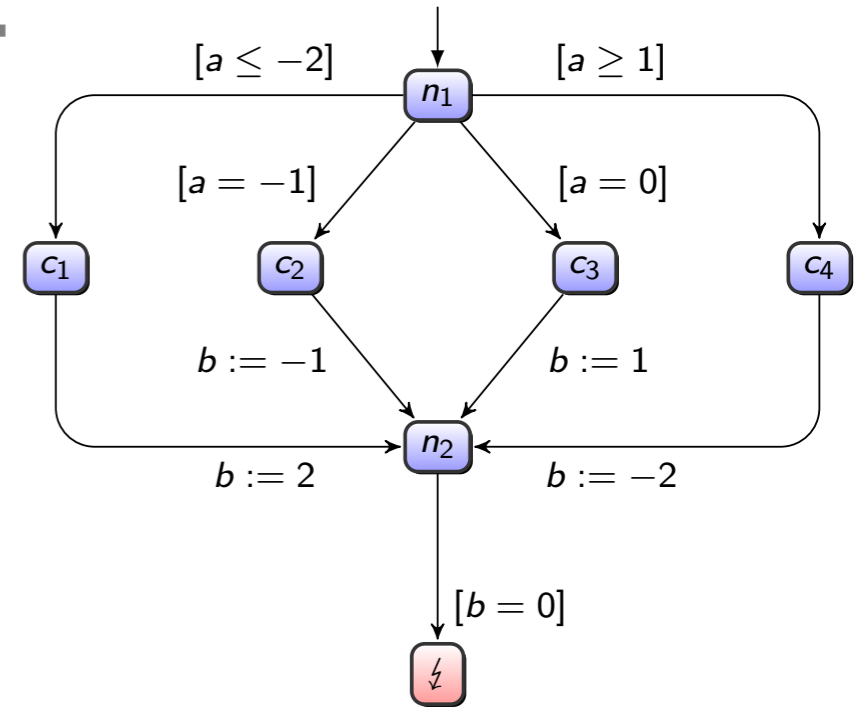 [a ≤ −2]
[a ≥ 1]
n₁
[a = −1]
[a = 0]
c₁
c₂
c₃
c₄
b := −1
b := 1
n₂
b := 2
b := −2
[b = 0]
↯